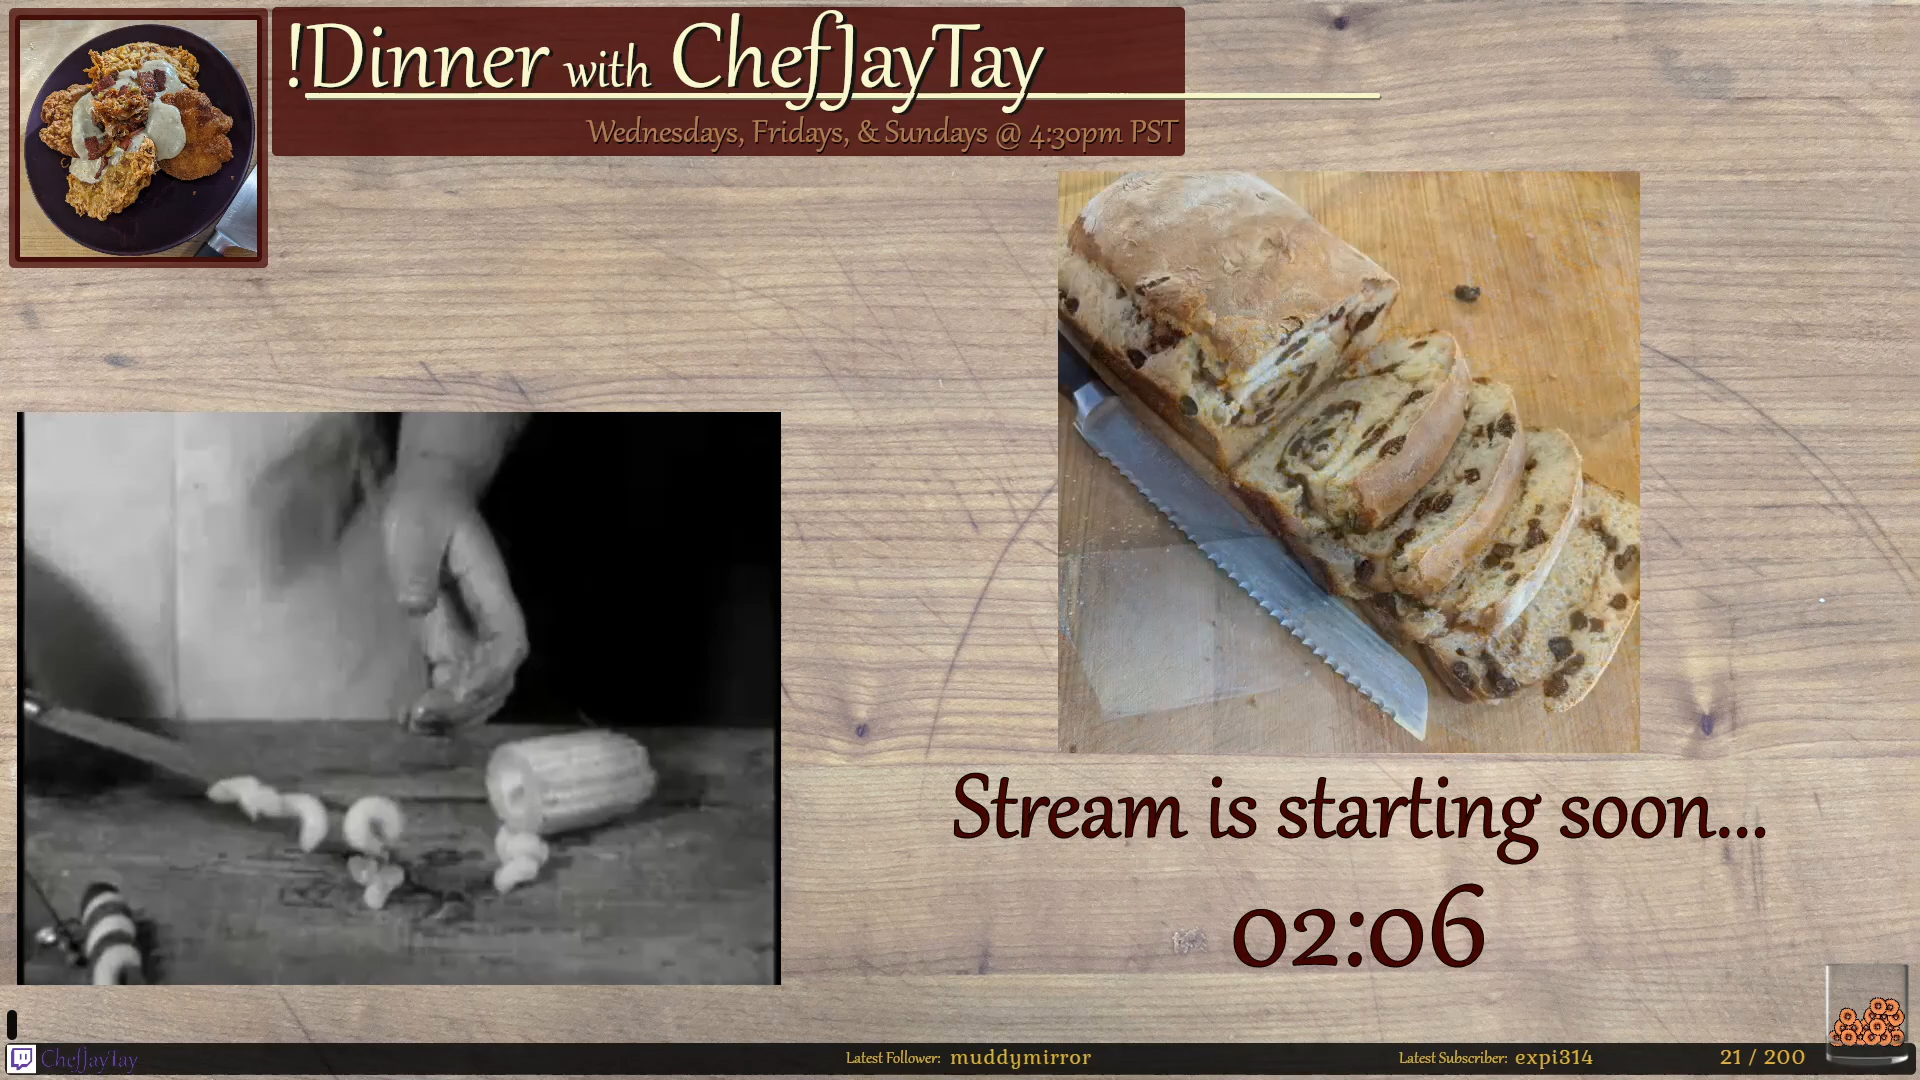 !Dinner with ChefJayTay
Wednesdays, Fridays, & Sundays @ 4:30pm PST
Stream is starting soon...
02:06
ChefJayTay
Latest Follower: muddymirror
Latest Subscriber: expi314
21 / 200